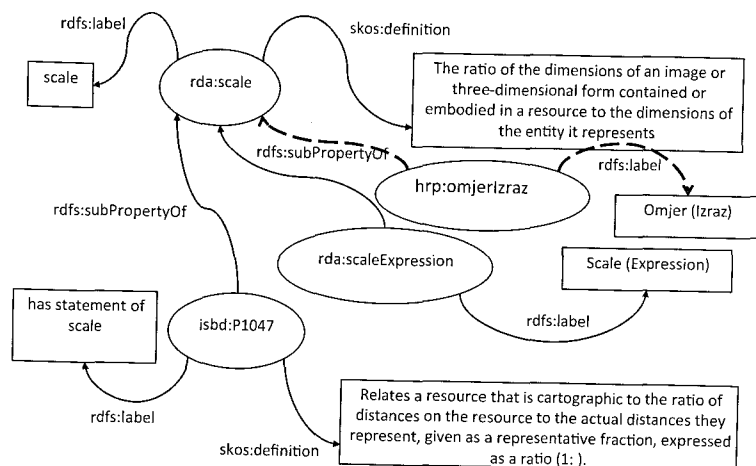 rdfs:label
skos:definition
scale
rda:scale
The ratio of the dimensions of an image or
three-dimensional form contained or
embodied in a resource to the dimensions of
the entity it represents
rdfs:subPropertyOf
rdfs:label
hrp:omjerIzraz
Omjer (Izraz)
rdfs:subPropertyOf
rda:scaleExpression
Scale (Expression)
has statement of
scale
isbd:P1047
rdfs:label
rdfs:label
skos:definition
Relates a resource that is cartographic to the ratio of
distances on the resource to the actual distances they
represent, given as a representative fraction, expressed
as a ratio (1: ).